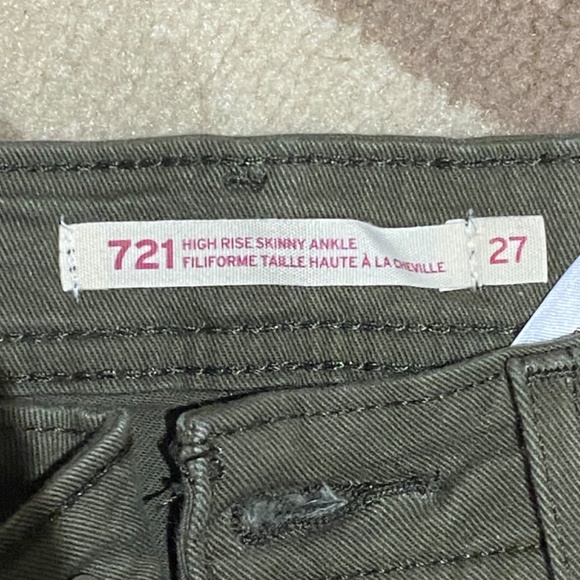 721 HIGH RISE SKINNY ANKLE
FILIFORME TAILLE HAUTE À LA CHEVILLE
27